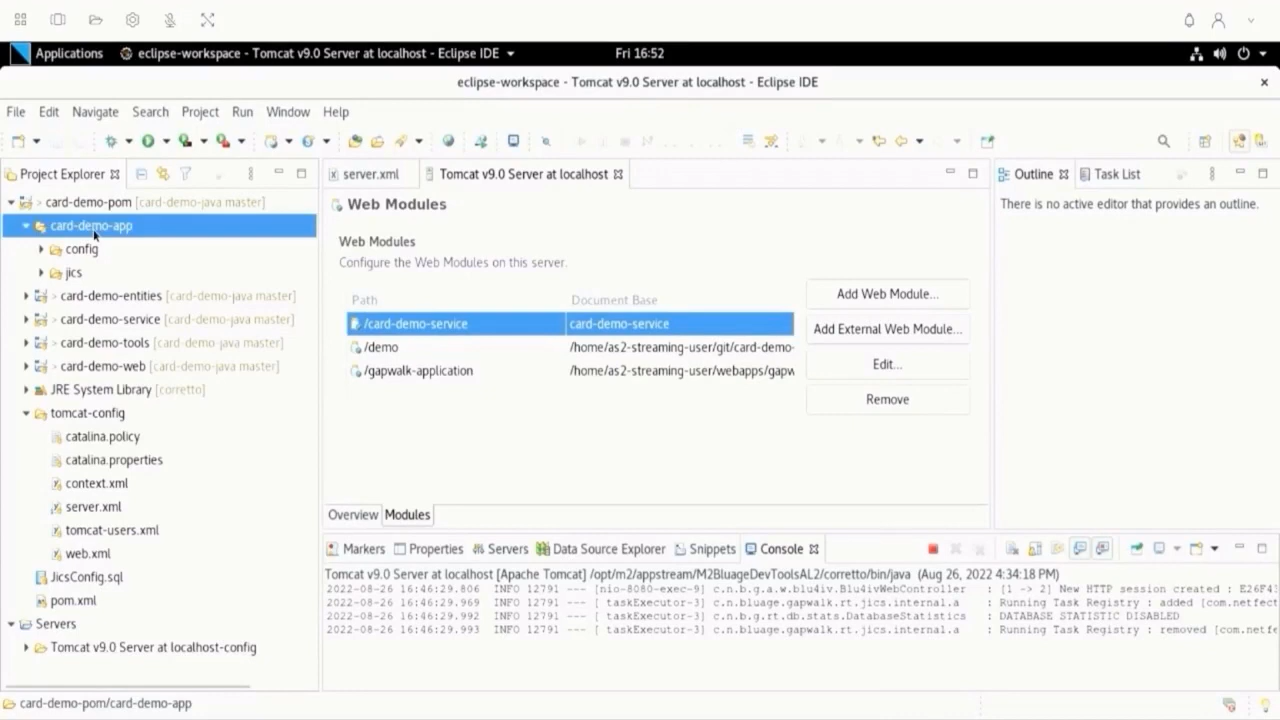 Applications eclipse-workspace - Tomcat v9.0 Server at localhost - Eclipse IDE Fri 16:52
eclipse-workspace - Tomcat v9.0 Server at localhost - Eclipse IDE
File Edit Navigate Search Project Run Window Help
Project Explorer
card-demo-pom [card-demo-java master]
card-demo-app
config
jics
card-demo-entities [card-demo-java master]
card-demo-service [card-demo-java master]
card-demo-tools [card-demo-java master]
card-demo-web [card-demo-java master]
JRE System Library [corretto]
tomcat-config
catalina.policy
catalina.properties
context.xml
server.xml
tomcat-users.xml
web.xml
JicsConfig.sql
pom.xml
Servers
Tomcat v9.0 Server at localhost-config
server.xml Tomcat v9.0 Server at localhost
Web Modules
Web Modules
Configure the Web Modules on this server.
Path Document Base
/card-demo-service card-demo-service
/demo /home/as2-streaming-user/git/card-demo-
/gapwalk-application /home/as2-streaming-user/webapps/gapw
Add Web Module...
Add External Web Module...
Edit...
Remove
Overview Modules
Outline Task List
There is no active editor that provides an outline.
Markers Properties Servers Data Source Explorer Snippets Console
Tomcat v9.0 Server at localhost [Apache Tomcat] /opt/m2/appstream/M2BluageDevToolsAL2/corretto/bin/java (Aug 26, 2022 4:34:18 PM)
2022-08-26 16:46:29.806 INFO 12791 --- [nio-8080-exec-9] c.n.b.g.a.w.blu4iv.Blu4ivWebController : [1 -> 2] New HTTP session created : E26F41
2022-08-26 16:46:29.969 INFO 12791 --- [ taskExecutor-3] c.n.bluage.gapwalk.rt.jics.internal.a : Running Task Registry : added [com.netfect
2022-08-26 16:46:29.992 INFO 12791 --- [ taskExecutor-3] c.n.b.g.rt.db.stats.DatabaseStatistics : DATABASE STATISTIC DISABLED
2022-08-26 16:46:29.993 INFO 12791 --- [ taskExecutor-3] c.n.bluage.gapwalk.rt.jics.internal.a : Running Task Registry : removed [com.netfe
card-demo-pom/card-demo-app